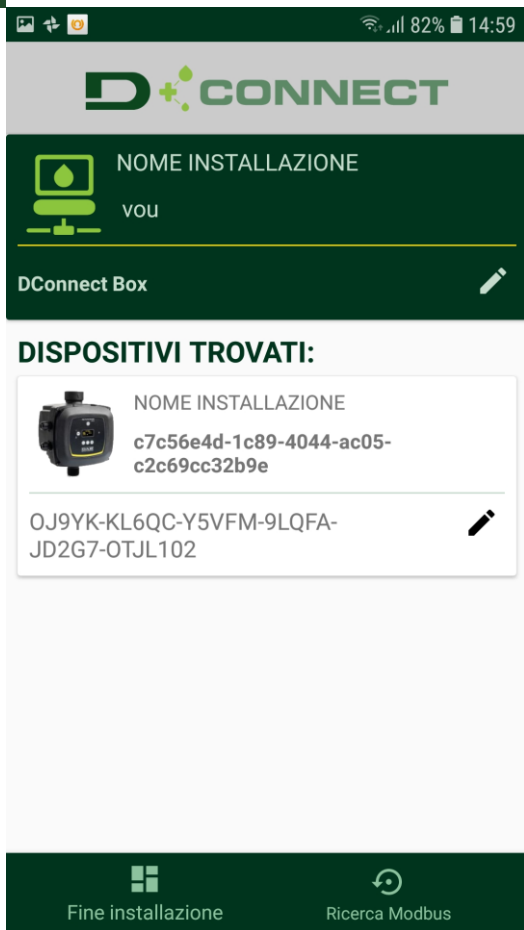 82% 14:59
D+CONNECT
NOME INSTALLAZIONE
vou
DConnect Box
DISPOSITIVI TROVATI:
NOME INSTALLAZIONE
c7c56e4d-1c89-4044-ac05-
c2c69cc32b9e
OJ9YK-KL6QC-Y5VFM-9LQFA-
JD2G7-OTJL102
Fine installazione
Ricerca Modbus